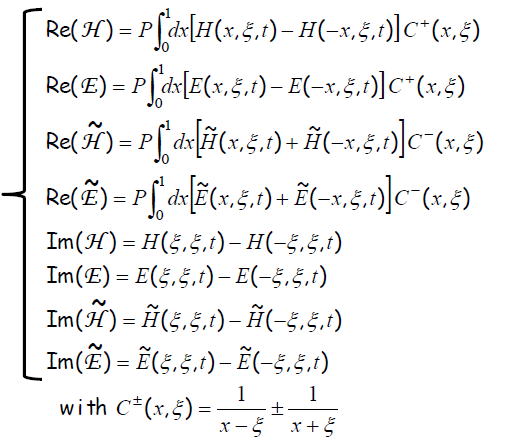 Re(ℋ) = P∫₀¹dx[H(x,ξ,t) − H(−x,ξ,t)]C⁺(x,ξ)
Re(ℰ) = P∫₀¹dx[E(x,ξ,t) − E(−x,ξ,t)]C⁺(x,ξ)
Re(ℋ̃) = P∫₀¹dx[H̃(x,ξ,t) + H̃(−x,ξ,t)]C⁻(x,ξ)
Re(ℰ̃) = P∫₀¹dx[Ẽ(x,ξ,t) + Ẽ(−x,ξ,t)]C⁻(x,ξ)
Im(ℋ) = H(ξ,ξ,t) − H(−ξ,ξ,t)
Im(ℰ) = E(ξ,ξ,t) − E(−ξ,ξ,t)
Im(ℋ̃) = H̃(ξ,ξ,t) − H̃(−ξ,ξ,t)
Im(ℰ̃) = Ẽ(ξ,ξ,t) − Ẽ(−ξ,ξ,t)
with C±(x,ξ) = 1/(x−ξ) ± 1/(x+ξ)